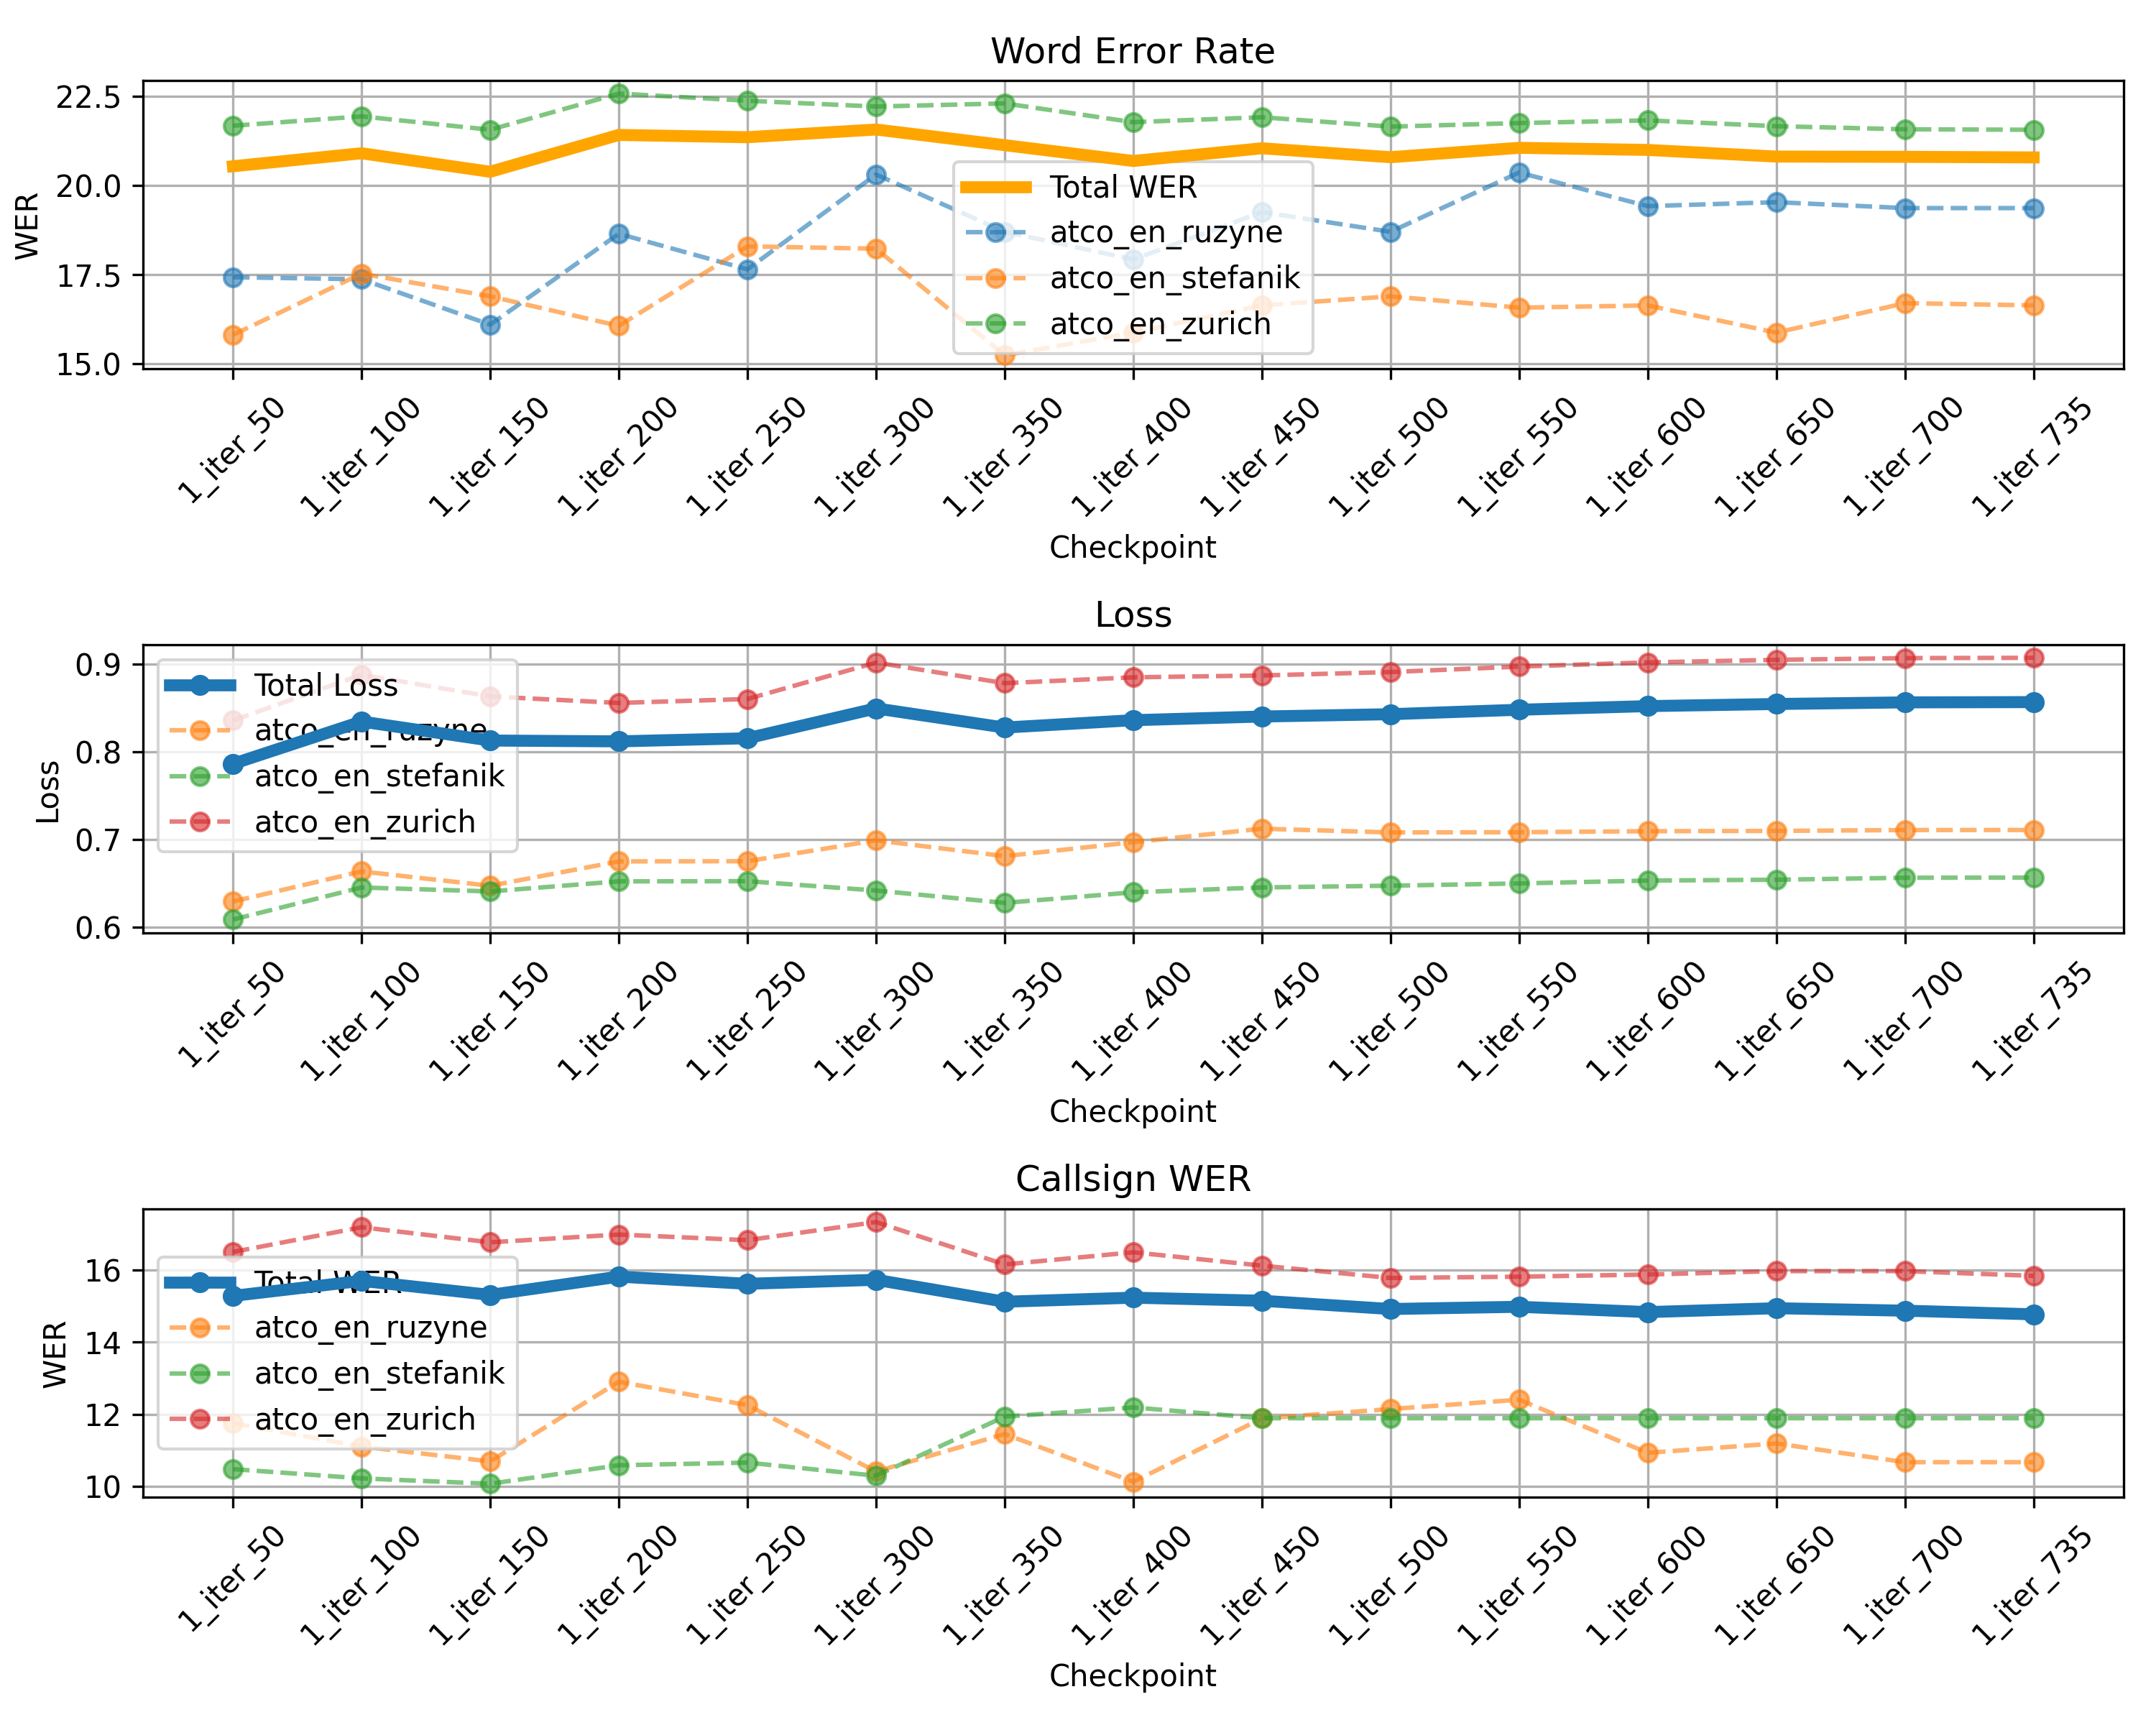 Word Error Rate
WER
22.5
20.0
17.5
15.0
Total WER
atco_en_ruzyne
atco_en_stefanik
atco_en_zurich
1_iter_50
1_iter_100
1_iter_150
1_iter_200
1_iter_250
1_iter_300
1_iter_350
1_iter_400
1_iter_450
1_iter_500
1_iter_550
1_iter_600
1_iter_650
1_iter_700
1_iter_735
Checkpoint
Loss
Loss
0.9
0.8
0.7
0.6
Total Loss
atco_en_ruzyne
atco_en_stefanik
atco_en_zurich
1_iter_50
1_iter_100
1_iter_150
1_iter_200
1_iter_250
1_iter_300
1_iter_350
1_iter_400
1_iter_450
1_iter_500
1_iter_550
1_iter_600
1_iter_650
1_iter_700
1_iter_735
Checkpoint
Callsign WER
WER
16
14
12
10
Total WER
atco_en_ruzyne
atco_en_stefanik
atco_en_zurich
1_iter_50
1_iter_100
1_iter_150
1_iter_200
1_iter_250
1_iter_300
1_iter_350
1_iter_400
1_iter_450
1_iter_500
1_iter_550
1_iter_600
1_iter_650
1_iter_700
1_iter_735
Checkpoint